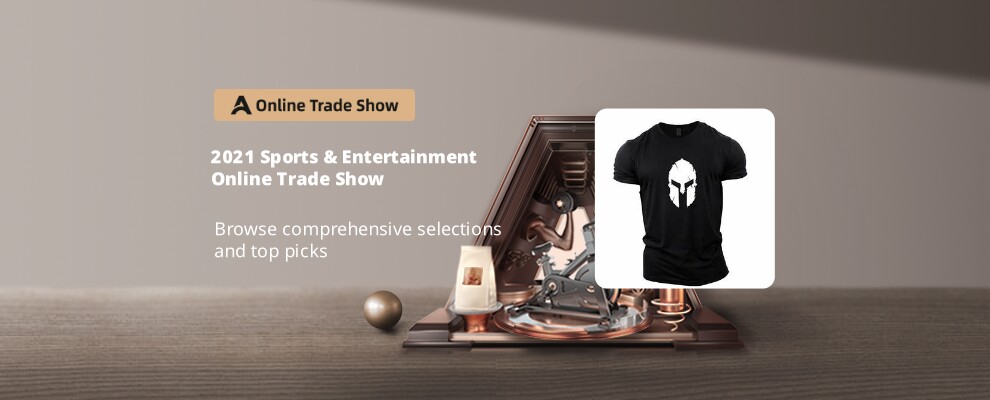 Online Trade Show
2021 Sports & Entertainment
Online Trade Show
Browse comprehensive selections
and top picks